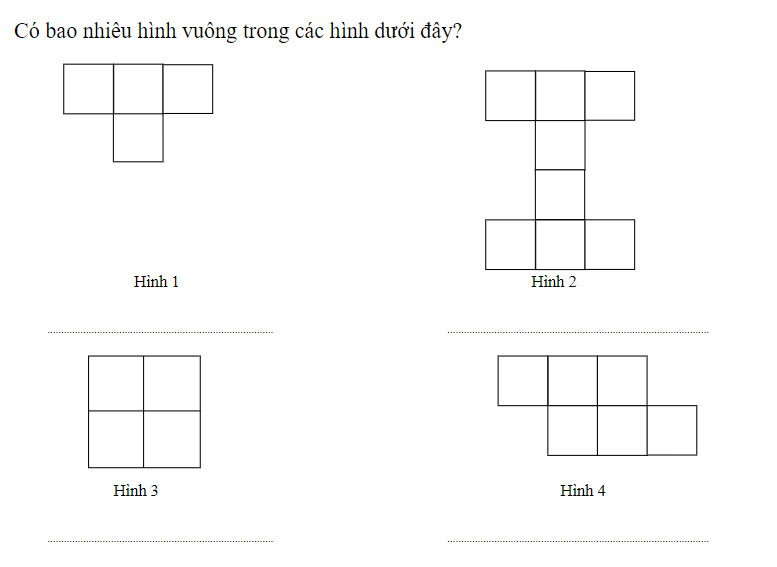 Có bao nhiêu hình vuông trong các hình dưới đây?
Hình 1
Hình 2
Hình 3
Hình 4